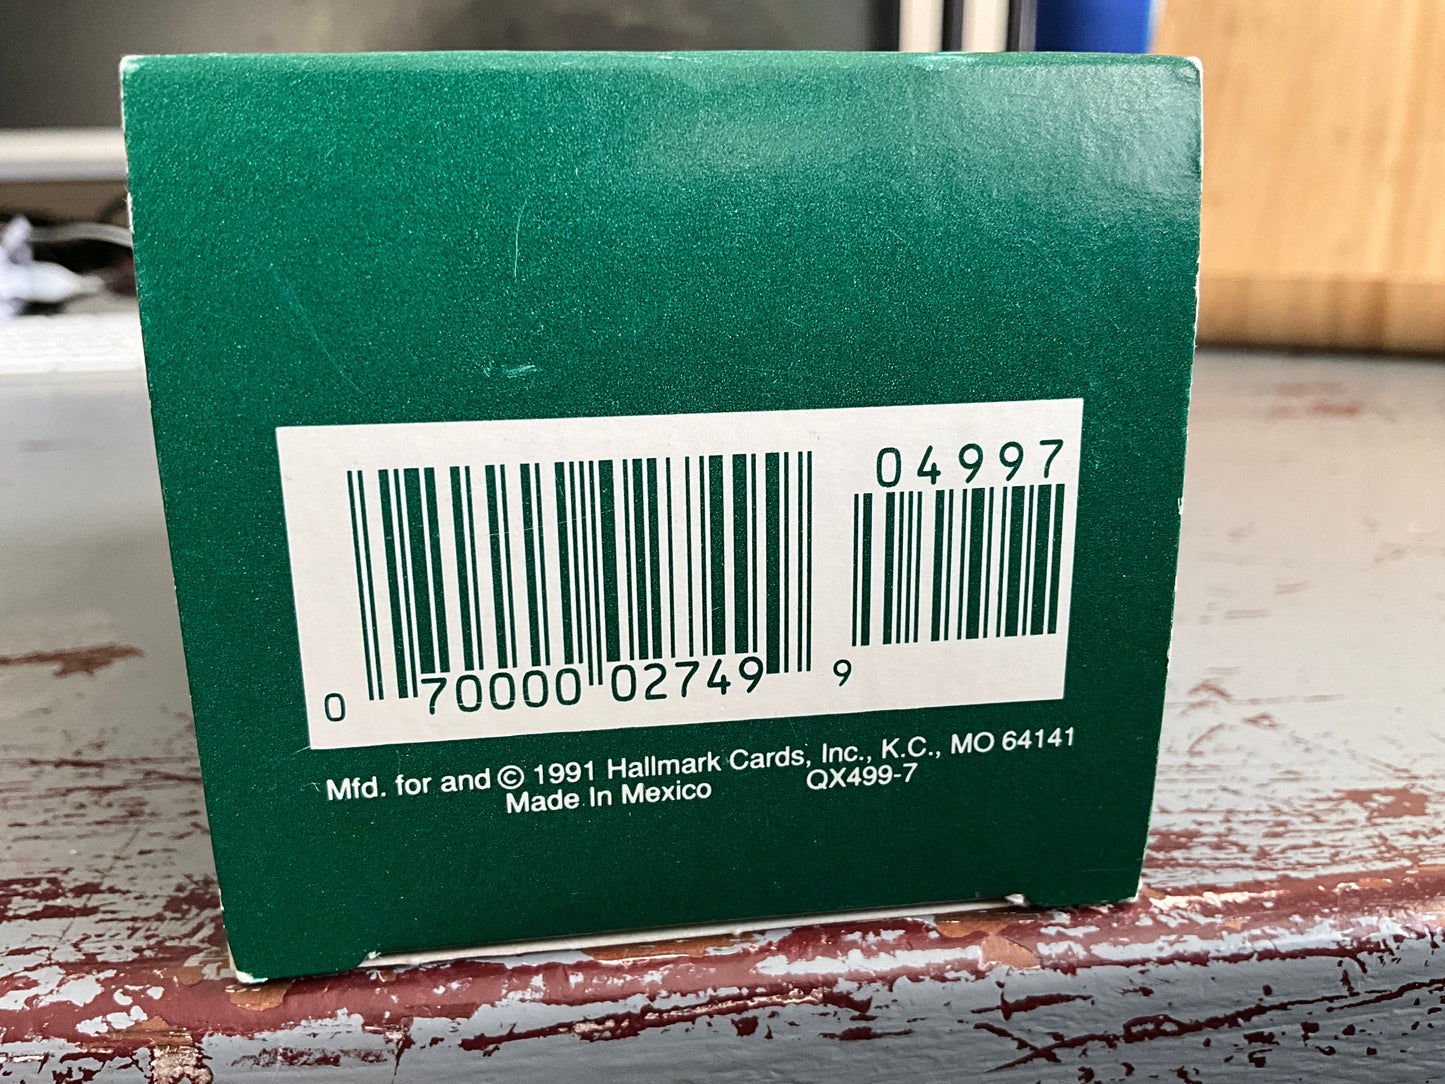 04997
0 70000 02749 9
Mfd. for and © 1991 Hallmark Cards, Inc., K.C., MO 64141
Made In Mexico QX499-7